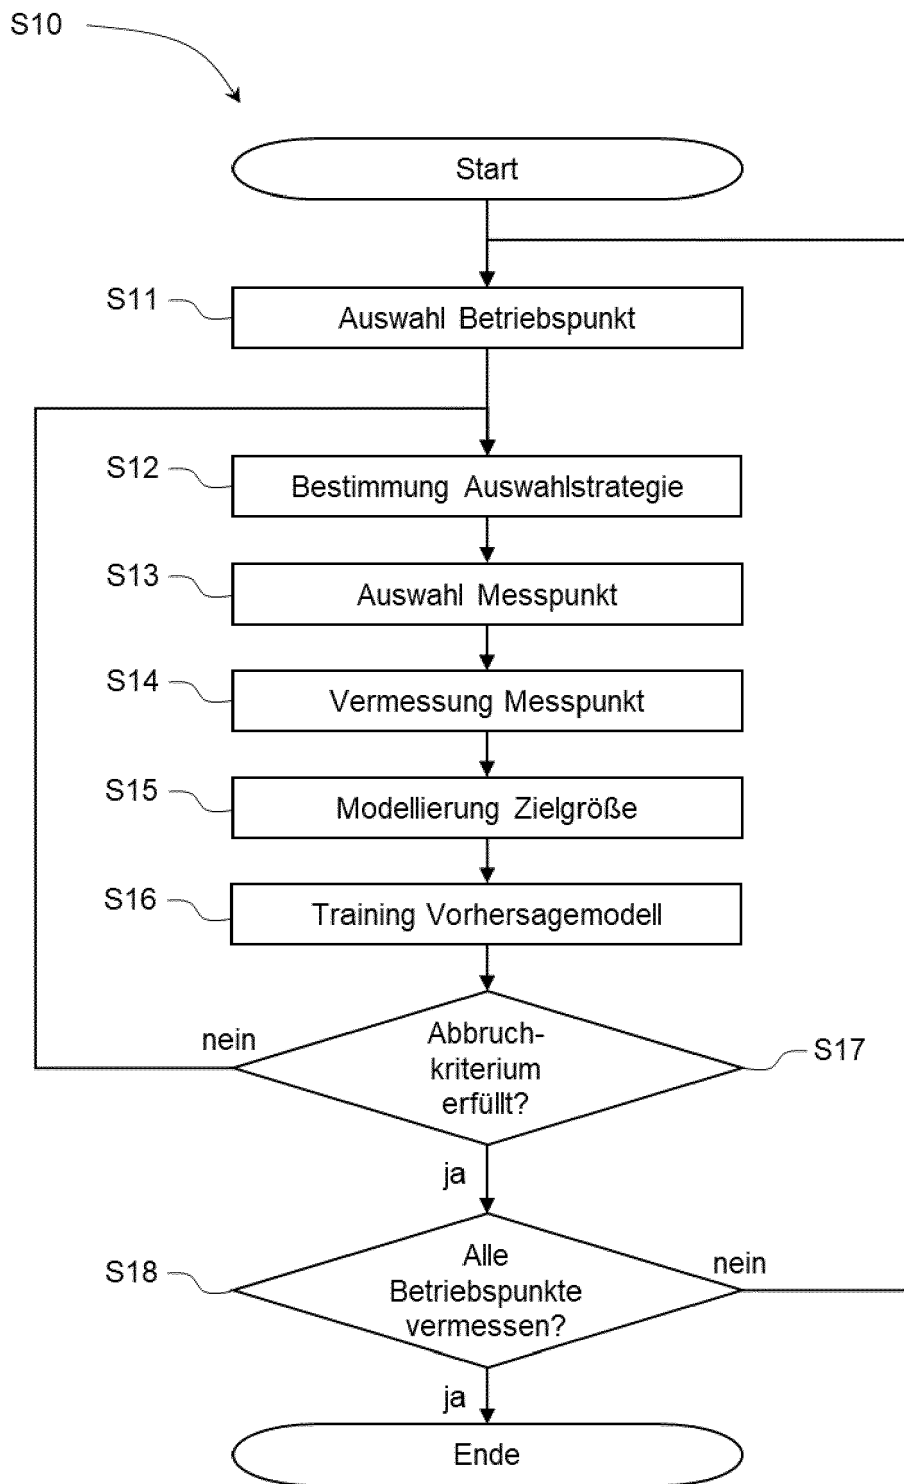 S10
Start
S11
Auswahl Betriebspunkt
S12
Bestimmung Auswahlstrategie
S13
Auswahl Messpunkt
S14
Vermessung Messpunkt
S15
Modellierung Zielgröße
S16
Training Vorhersagemodell
nein
Abbruch-
kriterium
erfüllt?
S17
ja
S18
Alle
Betriebspunkte
vermessen?
nein
ja
Ende